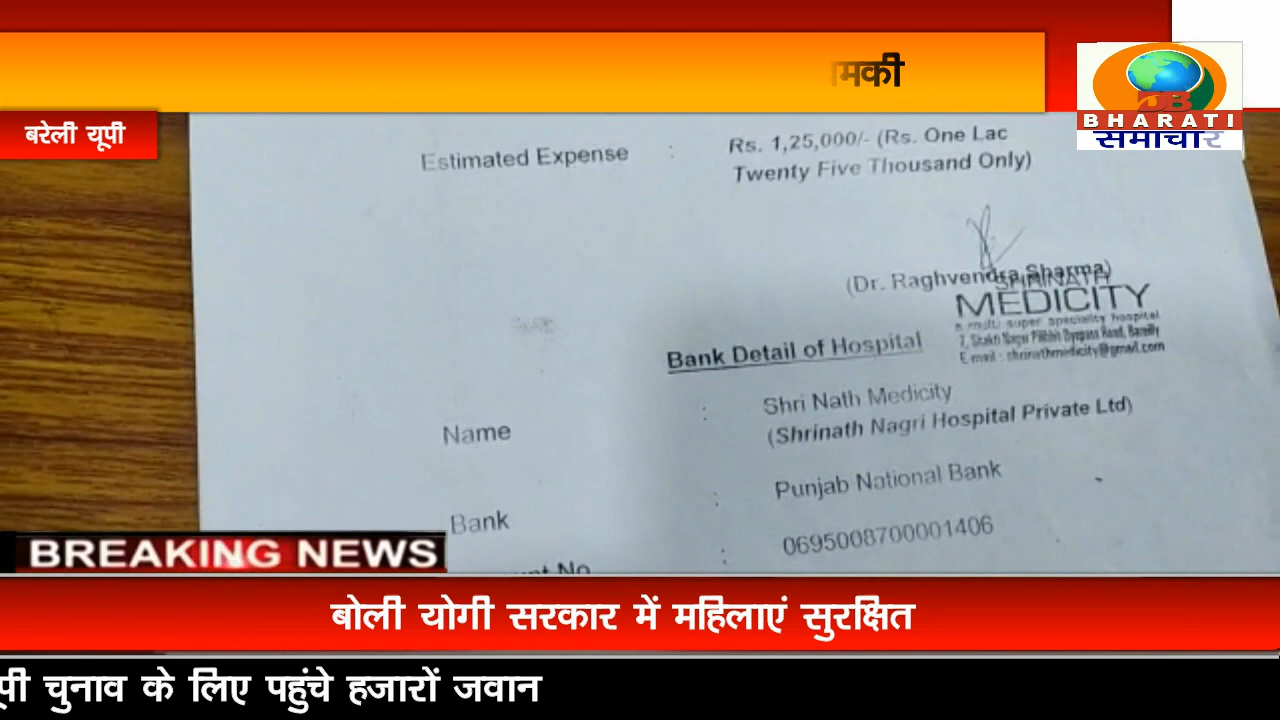 मकी
बरेली यूपी
DB
BHARATI
समाचार
Estimated Expense : Rs. 1,25,000/- (Rs. One Lac
Twenty Five Thousand Only)
(Dr. Raghvendra Sharma)
SHRINATH
MEDICITY
a multi super speciality hospital
7, Shakti Nagar Pilibhit Byepass Road, Bareilly
E-mail : shrinathmedicity@gmail.com
Bank Detail of Hospital
Name : Shri Nath Medicity
(Shrinath Nagri Hospital Private Ltd)
Bank : Punjab National Bank
: 0695008700001406
No
BREAKING NEWS
बोली योगी सरकार में महिलाएं सुरक्षित
पी चुनाव के लिए पहुंचे हजारों जवान